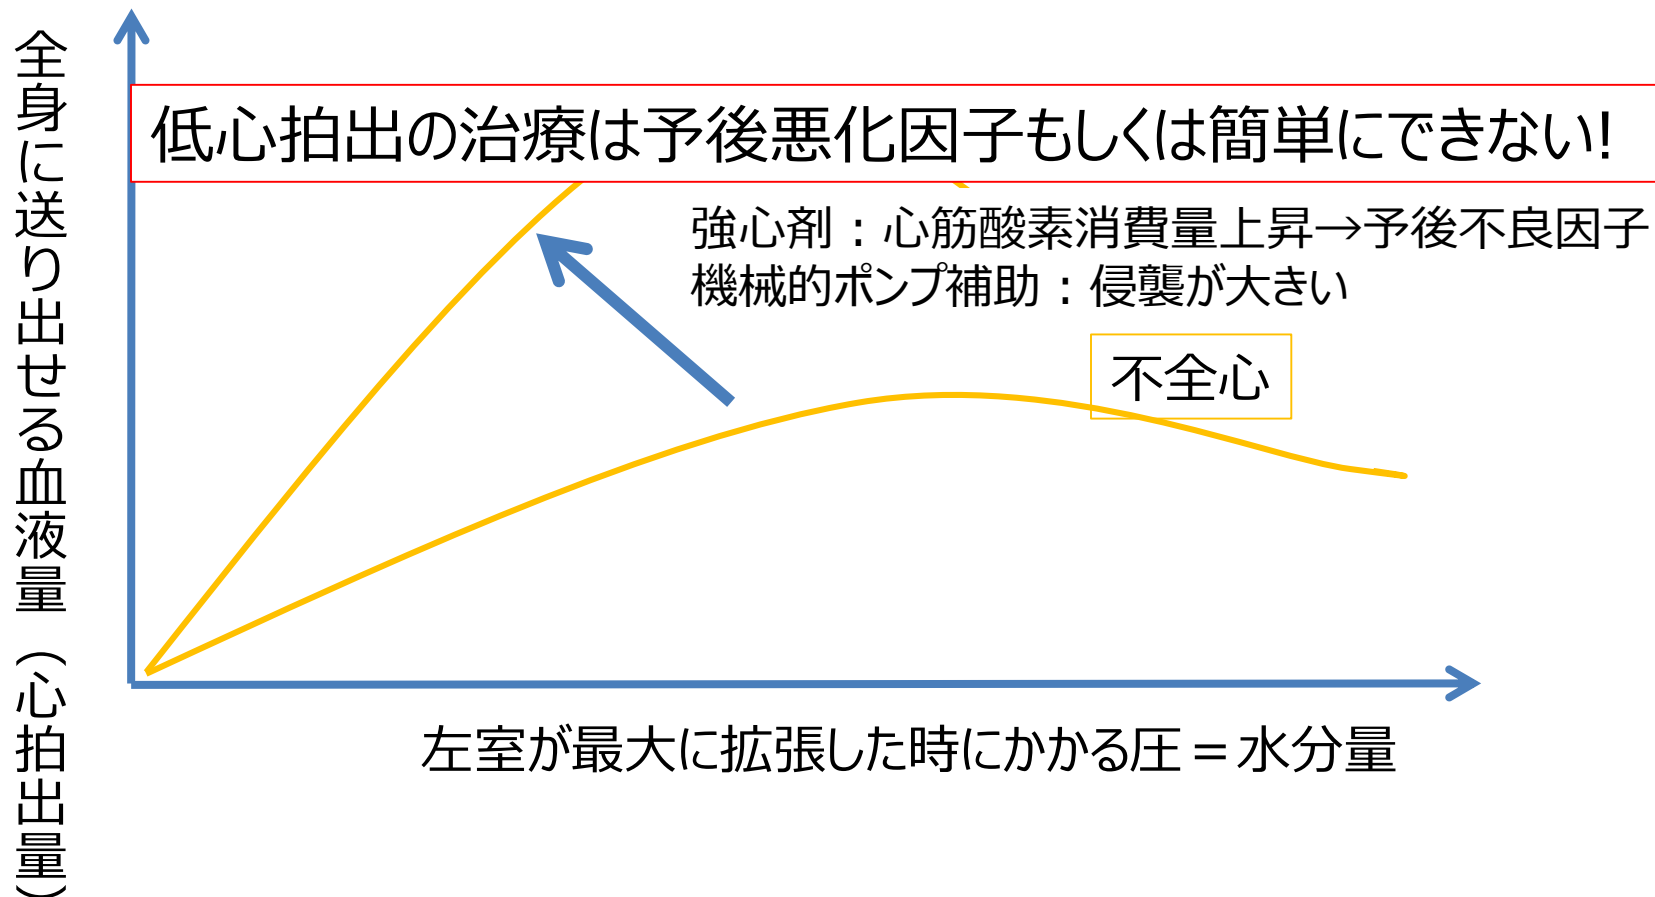 全身に送り出せる血液量（心拍出量）
低心拍出の治療は予後悪化因子もしくは簡単にできない!
強心剤：心筋酸素消費量上昇→予後不良因子
機械的ポンプ補助：侵襲が大きい
不全心
左室が最大に拡張した時にかかる圧＝水分量